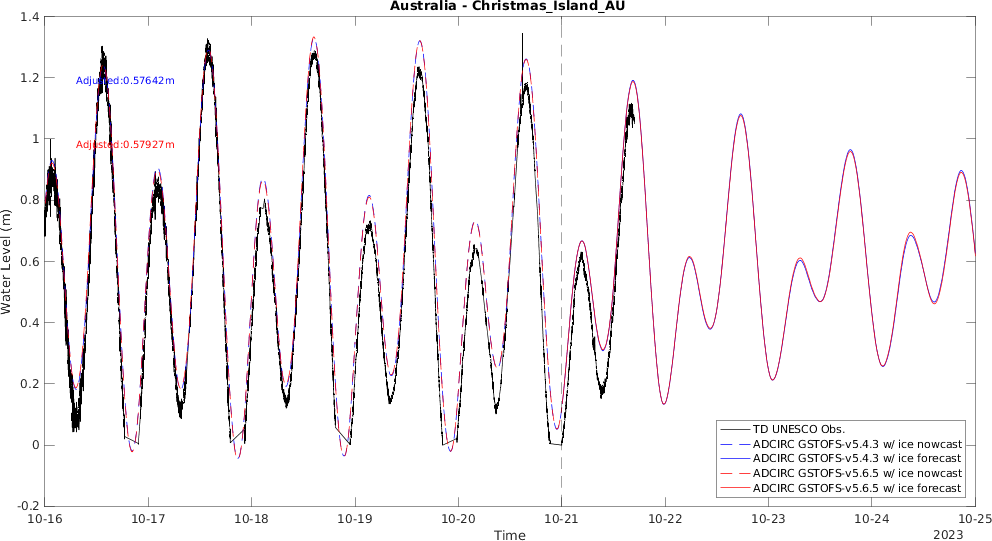 Australia - Christmas_Island_AU
1.4
1.2
1
0.8
0.6
0.4
0.2
0
-0.2
Water Level (m)
Adjusted:0.57642m
Adjusted:0.57927m
TD UNESCO Obs.
ADCIRC GSTOFS-v5.4.3 w/ ice nowcast
ADCIRC GSTOFS-v5.4.3 w/ ice forecast
ADCIRC GSTOFS-v5.6.5 w/ ice nowcast
ADCIRC GSTOFS-v5.6.5 w/ ice forecast
10-16 10-17 10-18 10-19 10-20 10-21 10-22 10-23 10-24 10-25
Time
2023